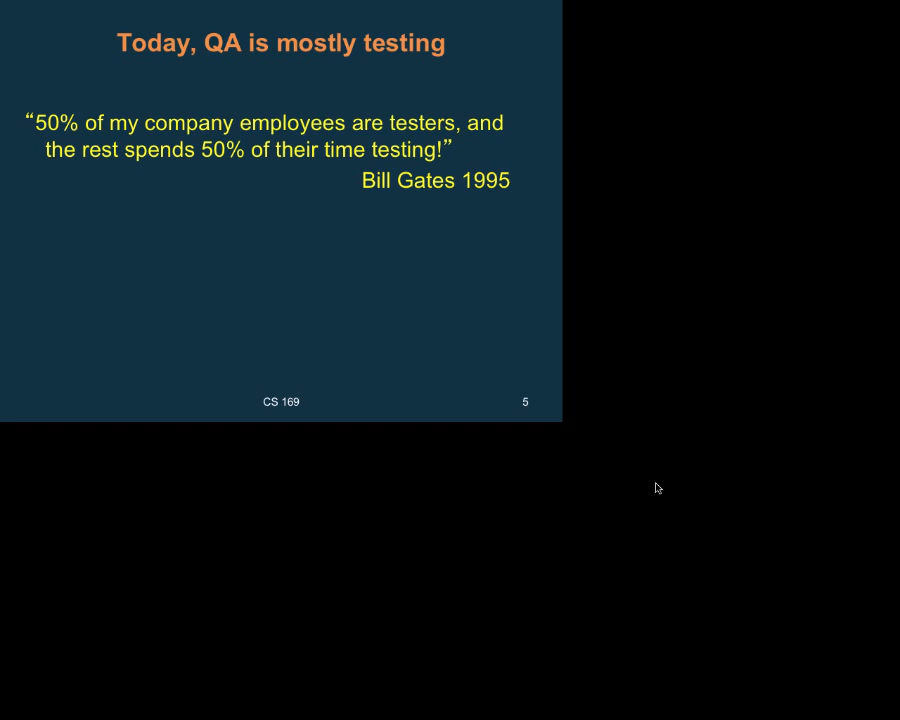 Today, QA is mostly testing
“50% of my company employees are testers, and
the rest spends 50% of their time testing!”
Bill Gates 1995
CS 169
5